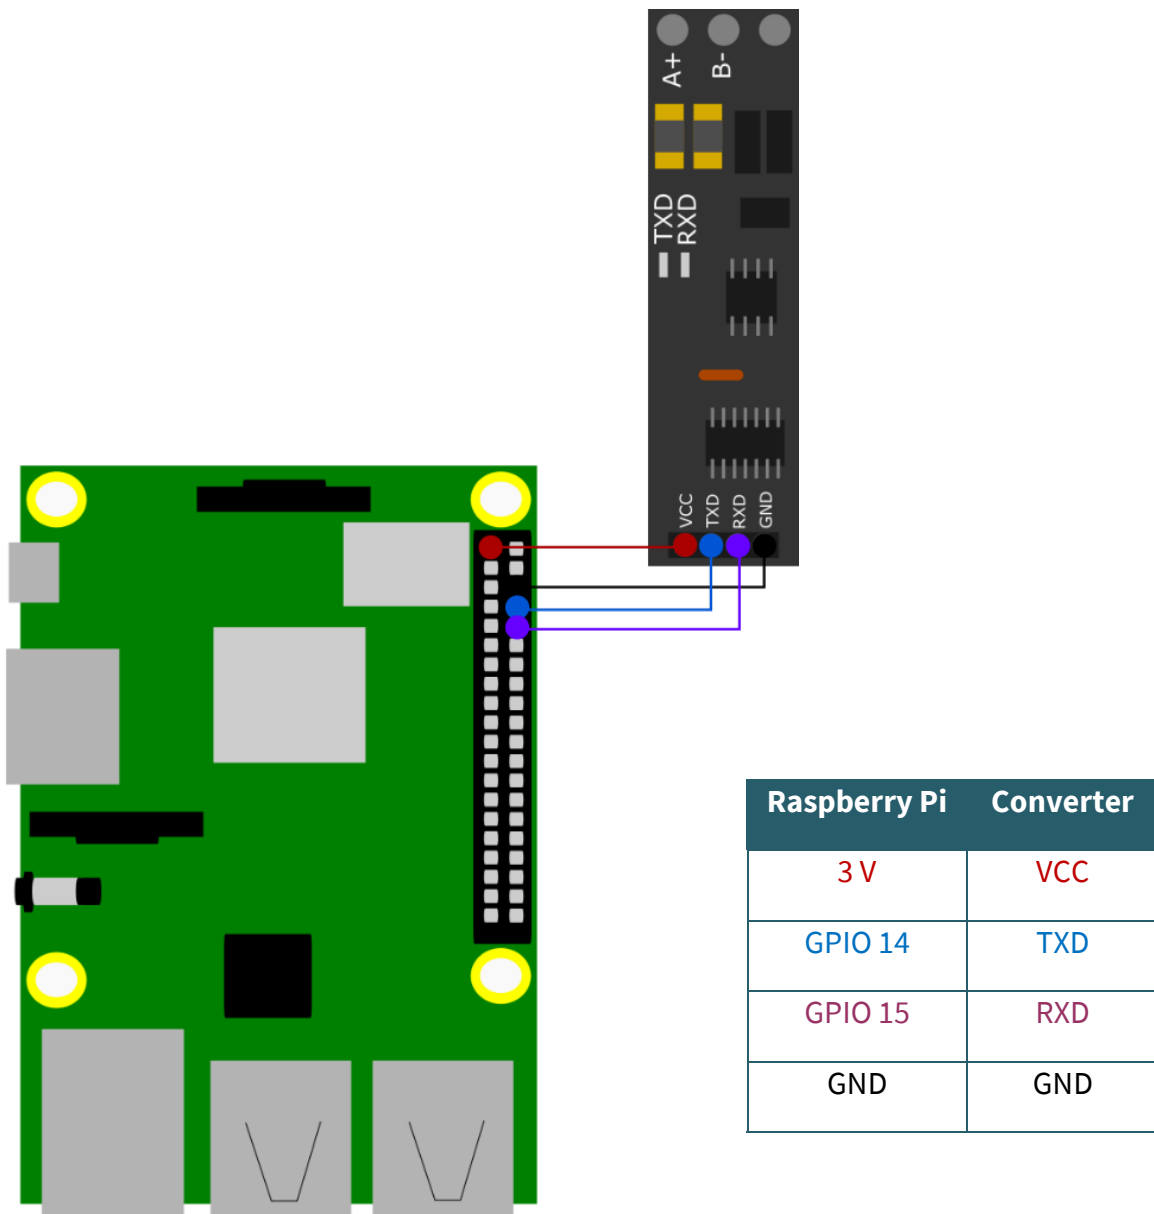 A+ B-
TXD
RXD
VCC TXD RXD GND
Raspberry Pi Converter
3 V VCC
GPIO 14 TXD
GPIO 15 RXD
GND GND